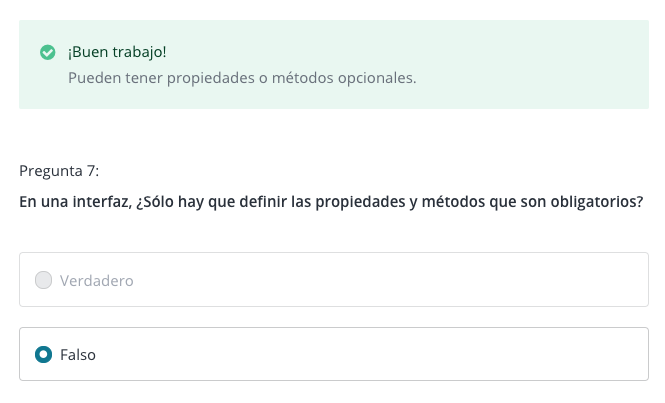 ¡Buen trabajo!
Pueden tener propiedades o métodos opcionales.
Pregunta 7:
En una interfaz, ¿Sólo hay que definir las propiedades y métodos que son obligatorios?
Verdadero
Falso